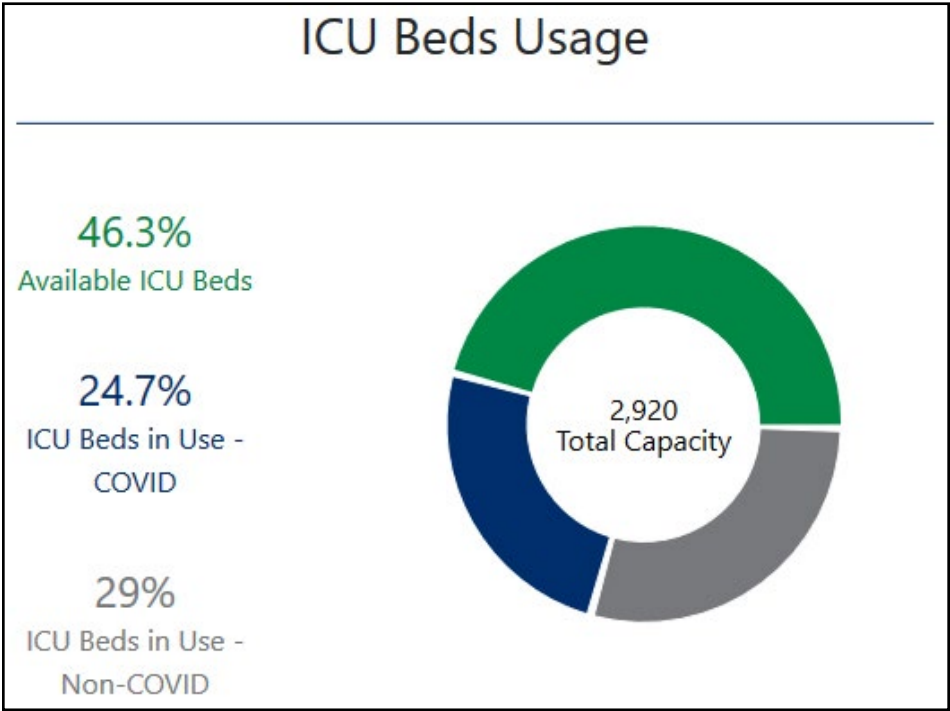 ICU Beds Usage
46.3%
Available ICU Beds
24.7%
ICU Beds in Use -
COVID
29%
ICU Beds in Use -
Non-COVID
2,920
Total Capacity